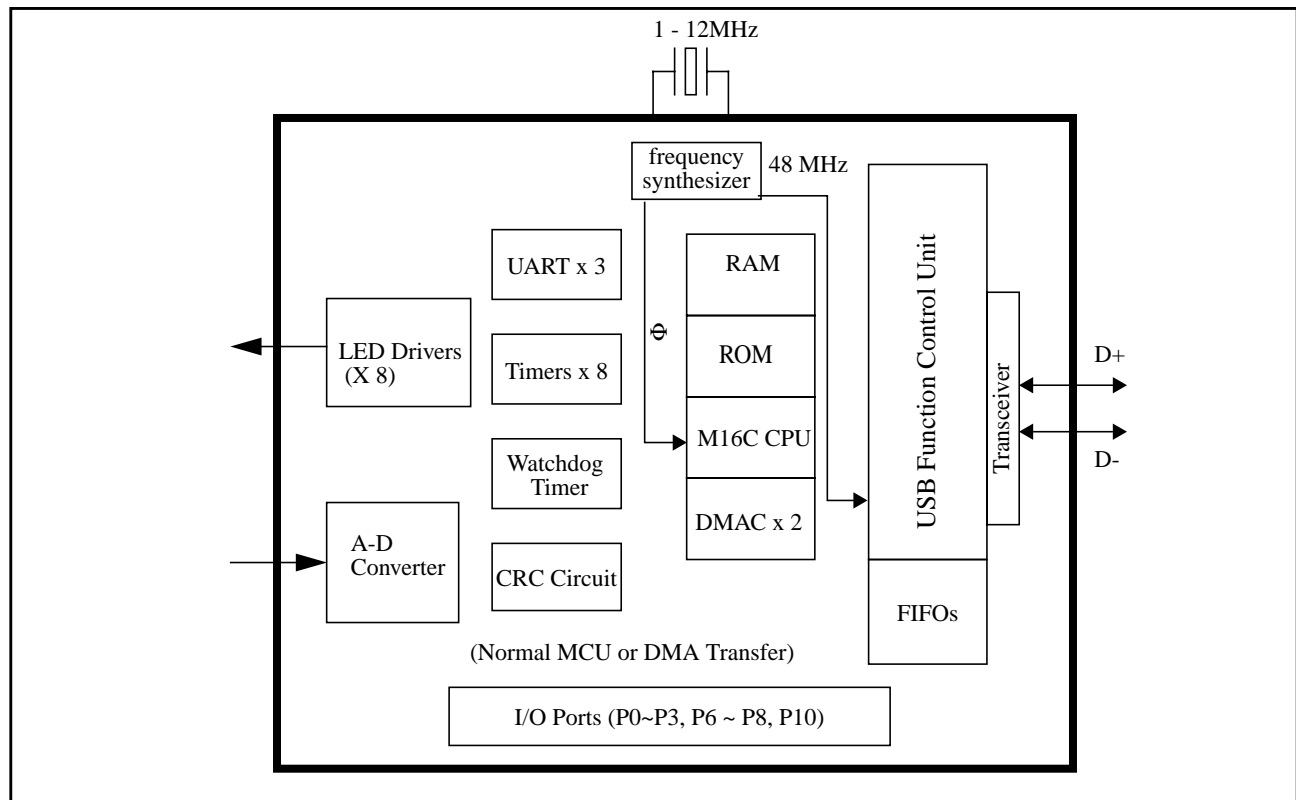 1 - 12MHz
frequency
synthesizer
48 MHz
UART x 3
RAM
Φ
LED Drivers
(X 8)
Timers x 8
ROM
M16C CPU
Watchdog
Timer
DMAC x 2
A-D
Converter
CRC Circuit
USB Function Control Unit
Transceiver
D+
D-
FIFOs
(Normal MCU or DMA Transfer)
I/O Ports (P0~P3, P6 ~ P8, P10)